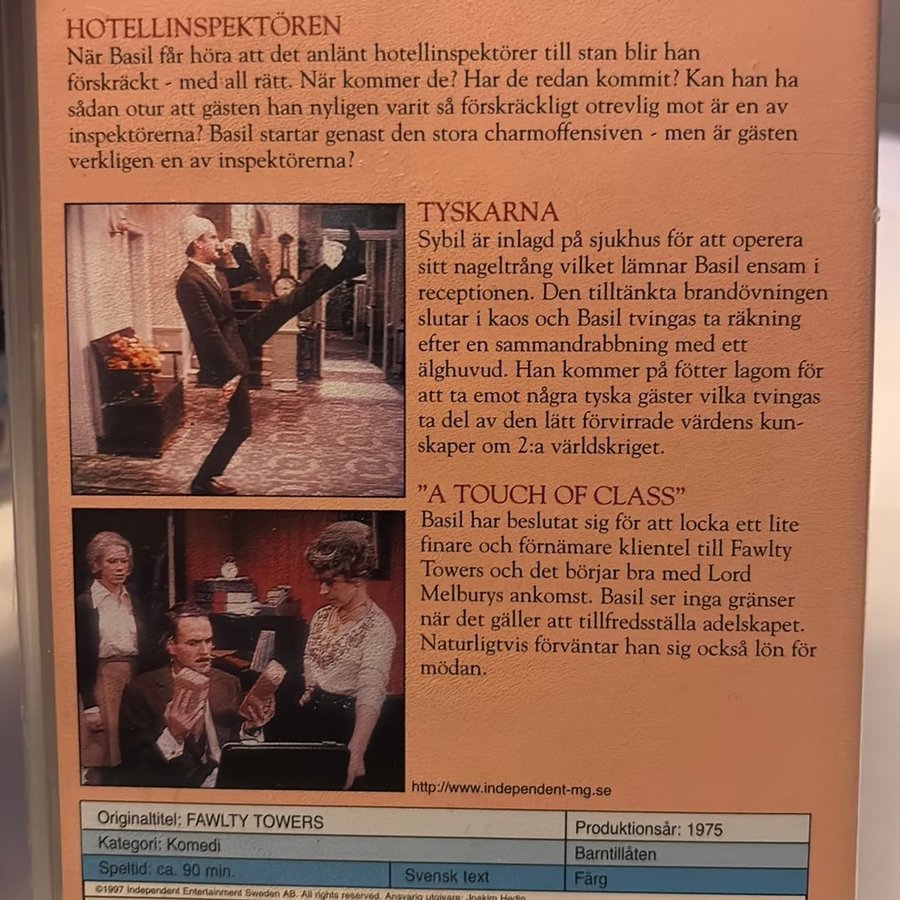 HOTELLINSPEKTÖREN
När Basil får höra att det anlänt hotellinspektörer till stan blir han
förskräckt - med all rätt. När kommer de? Har de redan kommit? Kan han ha
sådan otur att gästen han nyligen varit så förskräckligt otrevlig mot är en av
inspektörerna? Basil startar genast den stora charmoffensiven - men är gästen
verkligen en av inspektörerna?
TYSKARNA
Sybil är inlagd på sjukhus för att operera
sitt nageltrång vilket lämnar Basil ensam i
receptionen. Den tilltänkta brandövningen
slutar i kaos och Basil tvingas ta räkning
efter en sammandrabbning med ett
älghuvud. Han kommer på fötter lagom för
att ta emot några tyska gäster vilka tvingas
ta del av den lätt förvirrade värdens kun-
skaper om 2:a världskriget.
"A TOUCH OF CLASS"
Basil har beslutat sig för att locka ett lite
finare och förnämare klientel till Fawlty
Towers och det börjar bra med Lord
Melburys ankomst. Basil ser inga gränser
när det gäller att tillfredsställa adelskapet.
Naturligtvis förväntar han sig också lön för
mödan.
http://www.independent-mg.se
Originaltitel: FAWLTY TOWERS
Produktionsår: 1975
Kategori: Komedi
Barntillåten
Speltid: ca. 90 min.
Svensk text
Färg
©1997 Independent Entertainment Sweden AB. All rights reserved. Ansvarig utgivare: Joakim Hedin